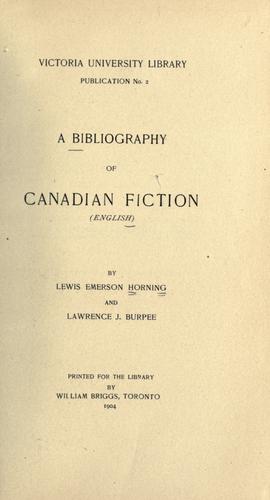 VICTORIA UNIVERSITY LIBRARY
PUBLICATION No. 2
A BIBLIOGRAPHY
OF
CANADIAN FICTION
(ENGLISH)
BY
LEWIS EMERSON HORNING
AND
LAWRENCE J. BURPEE
PRINTED FOR THE LIBRARY
BY
WILLIAM BRIGGS, TORONTO
1904